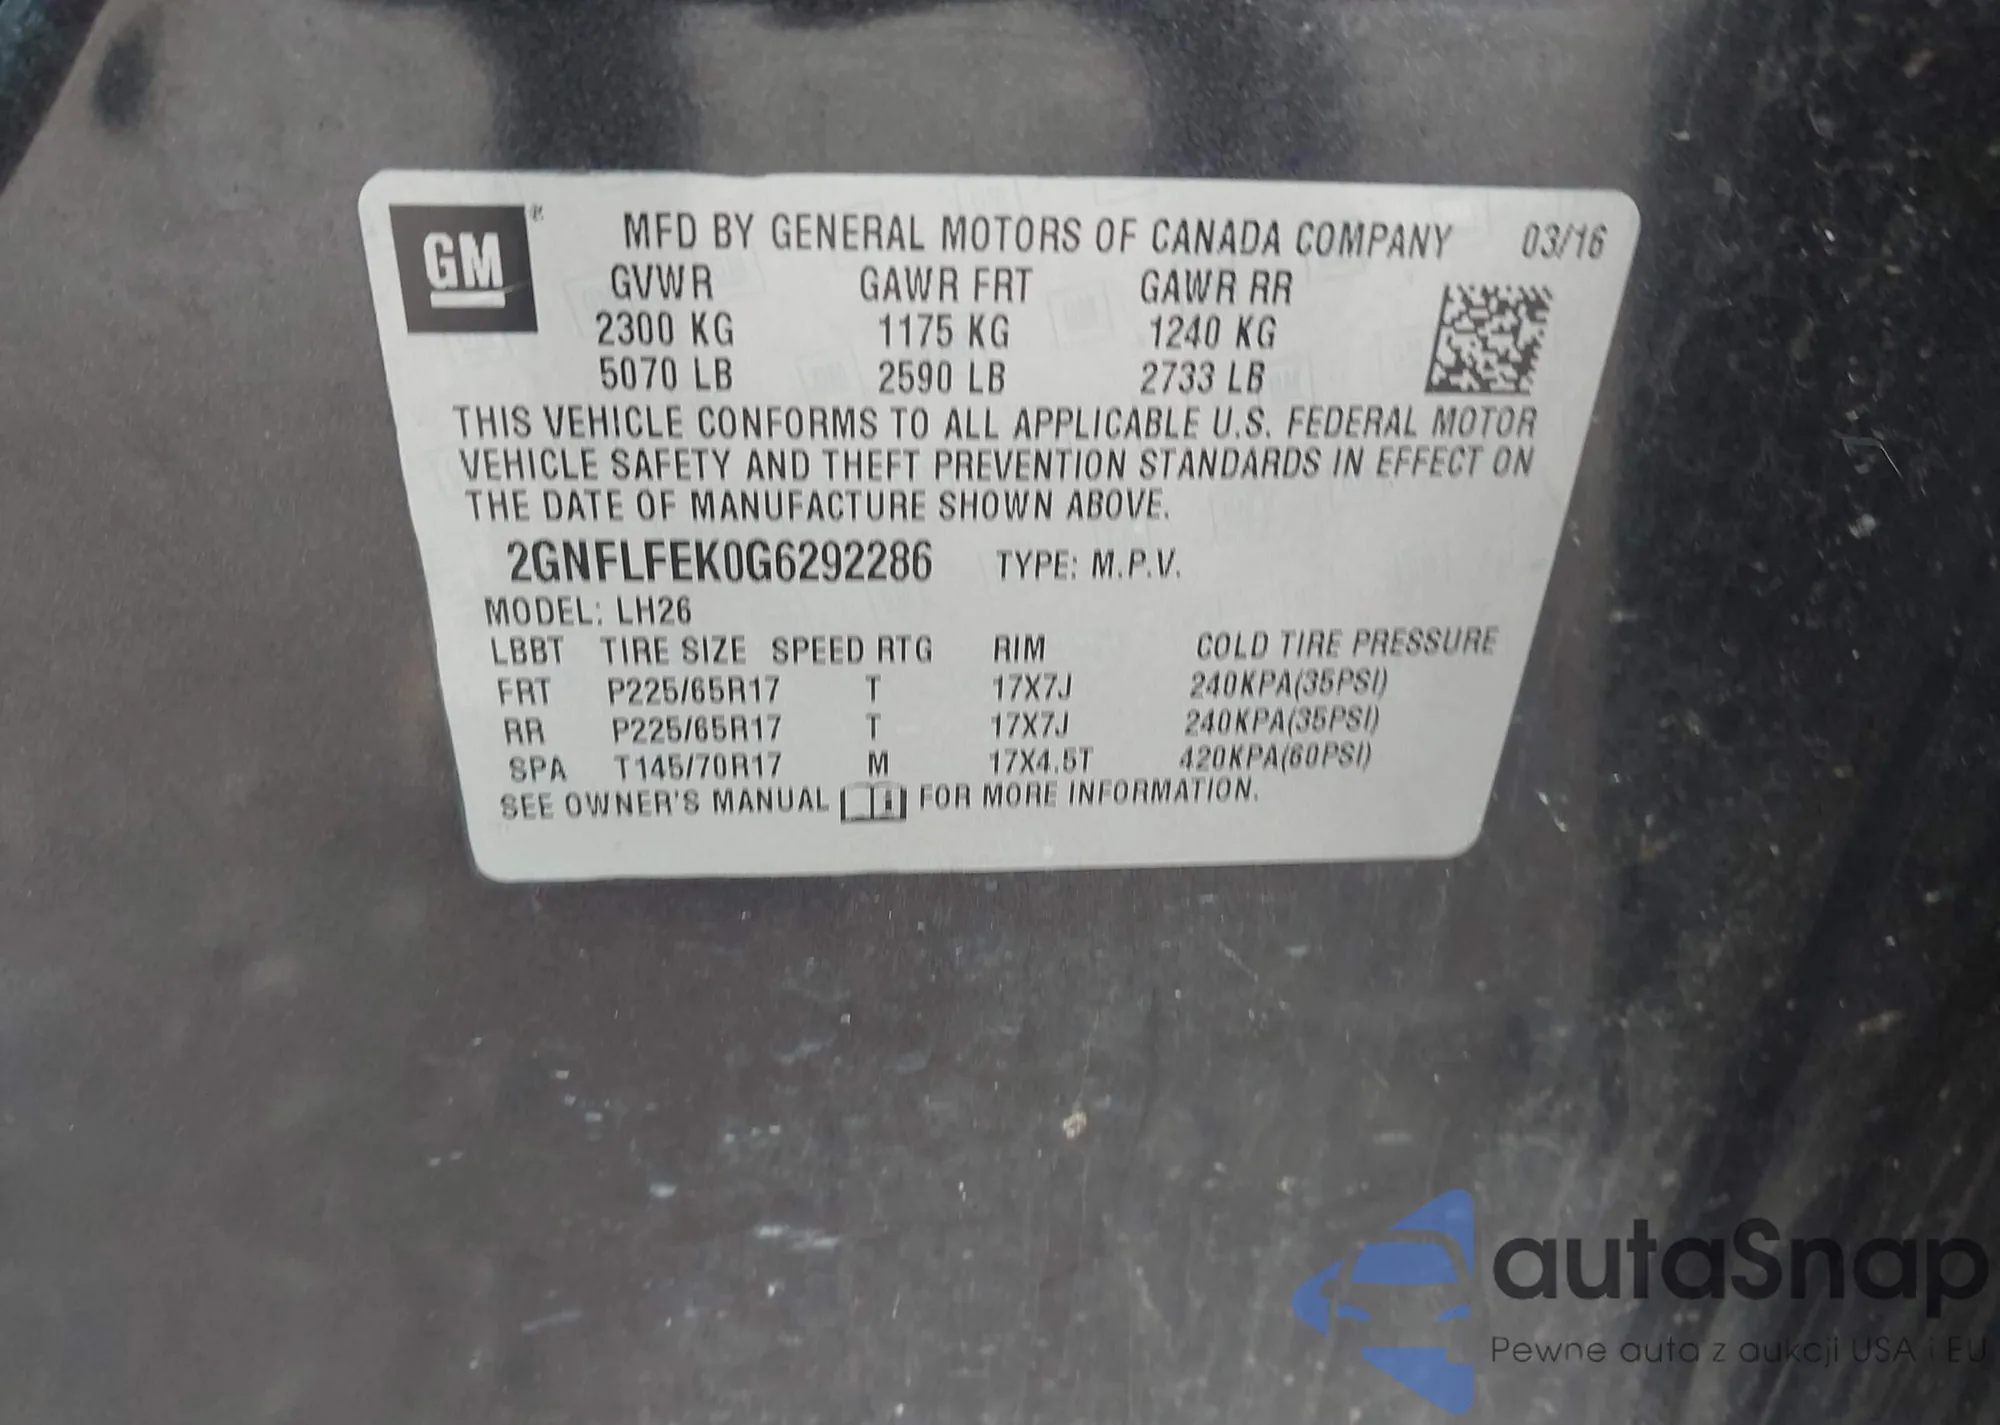 GM ® MFD BY GENERAL MOTORS OF CANADA COMPANY 03/16
GVWR GAWR FRT GAWR RR
2300 KG 1175 KG 1240 KG
5070 LB 2590 LB 2733 LB
THIS VEHICLE CONFORMS TO ALL APPLICABLE U.S. FEDERAL MOTOR
VEHICLE SAFETY AND THEFT PREVENTION STANDARDS IN EFFECT ON
THE DATE OF MANUFACTURE SHOWN ABOVE.
2GNFLFEK0G6292286 TYPE: M.P.V.
MODEL: LH26
LBBT TIRE SIZE SPEED RTG RIM COLD TIRE PRESSURE
FRT P225/65R17 T 17X7J 240KPA(35PSI)
RR P225/65R17 T 17X7J 240KPA(35PSI)
SPA T145/70R17 M 17X4.5T 420KPA(60PSI)
SEE OWNER'S MANUAL FOR MORE INFORMATION.
autaSnap
Pewne auta z aukcji USA i EU